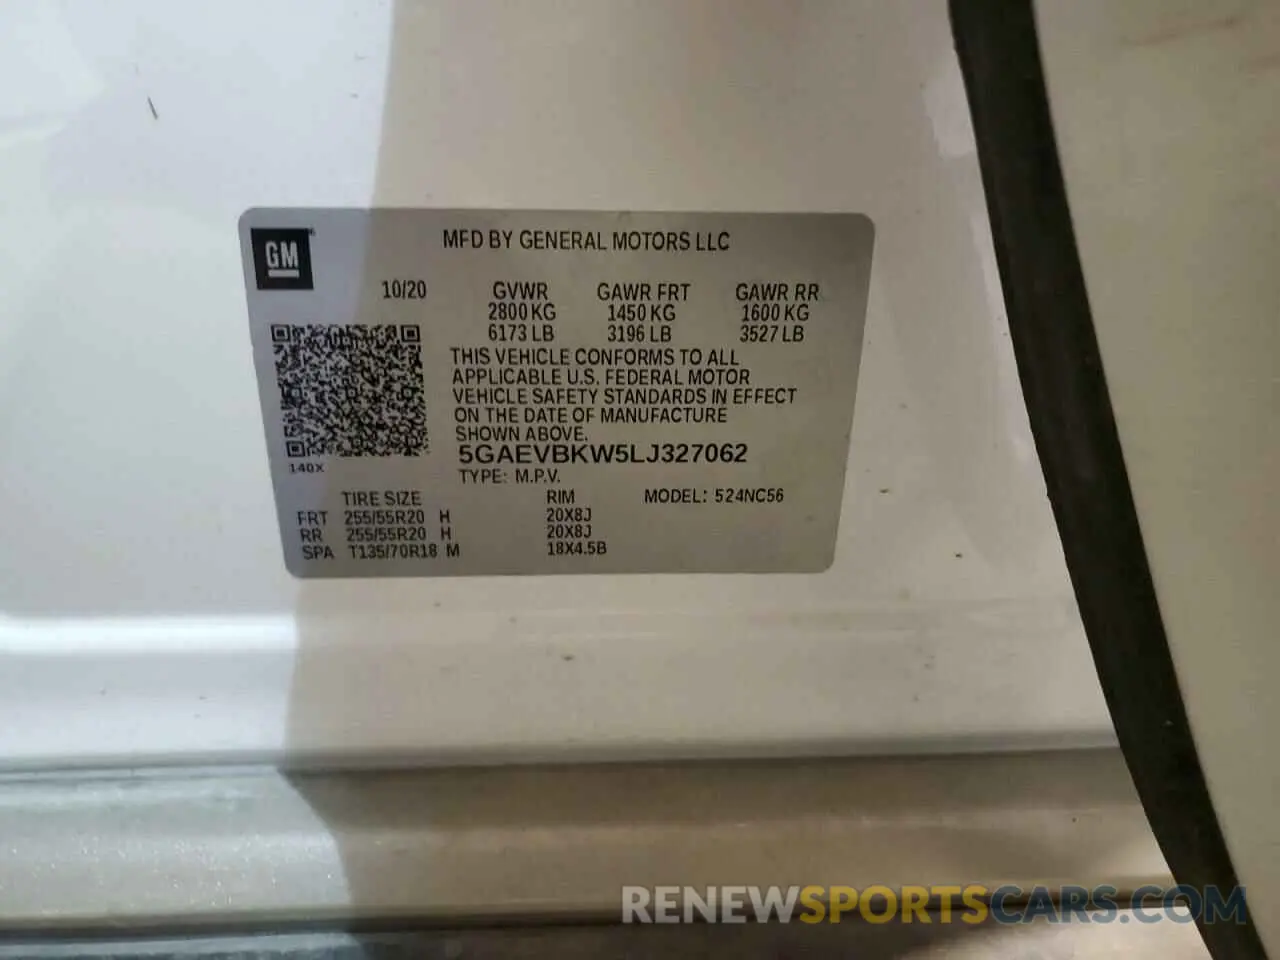 GM
MFD BY GENERAL MOTORS LLC
10/20 GVWR GAWR FRT GAWR RR
2800 KG 1450 KG 1600 KG
6173 LB 3196 LB 3527 LB
THIS VEHICLE CONFORMS TO ALL
APPLICABLE U.S. FEDERAL MOTOR
VEHICLE SAFETY STANDARDS IN EFFECT
ON THE DATE OF MANUFACTURE
SHOWN ABOVE.
5GAEVBKW5LJ327062
140X
TYPE: M.P.V.
TIRE SIZE RIM MODEL: 524NC56
FRT 255/55R20 H 20X8J
RR 255/55R20 H 20X8J
SPA T135/70R18 M 18X4.5B
RENEWSPORTSCARS.COM